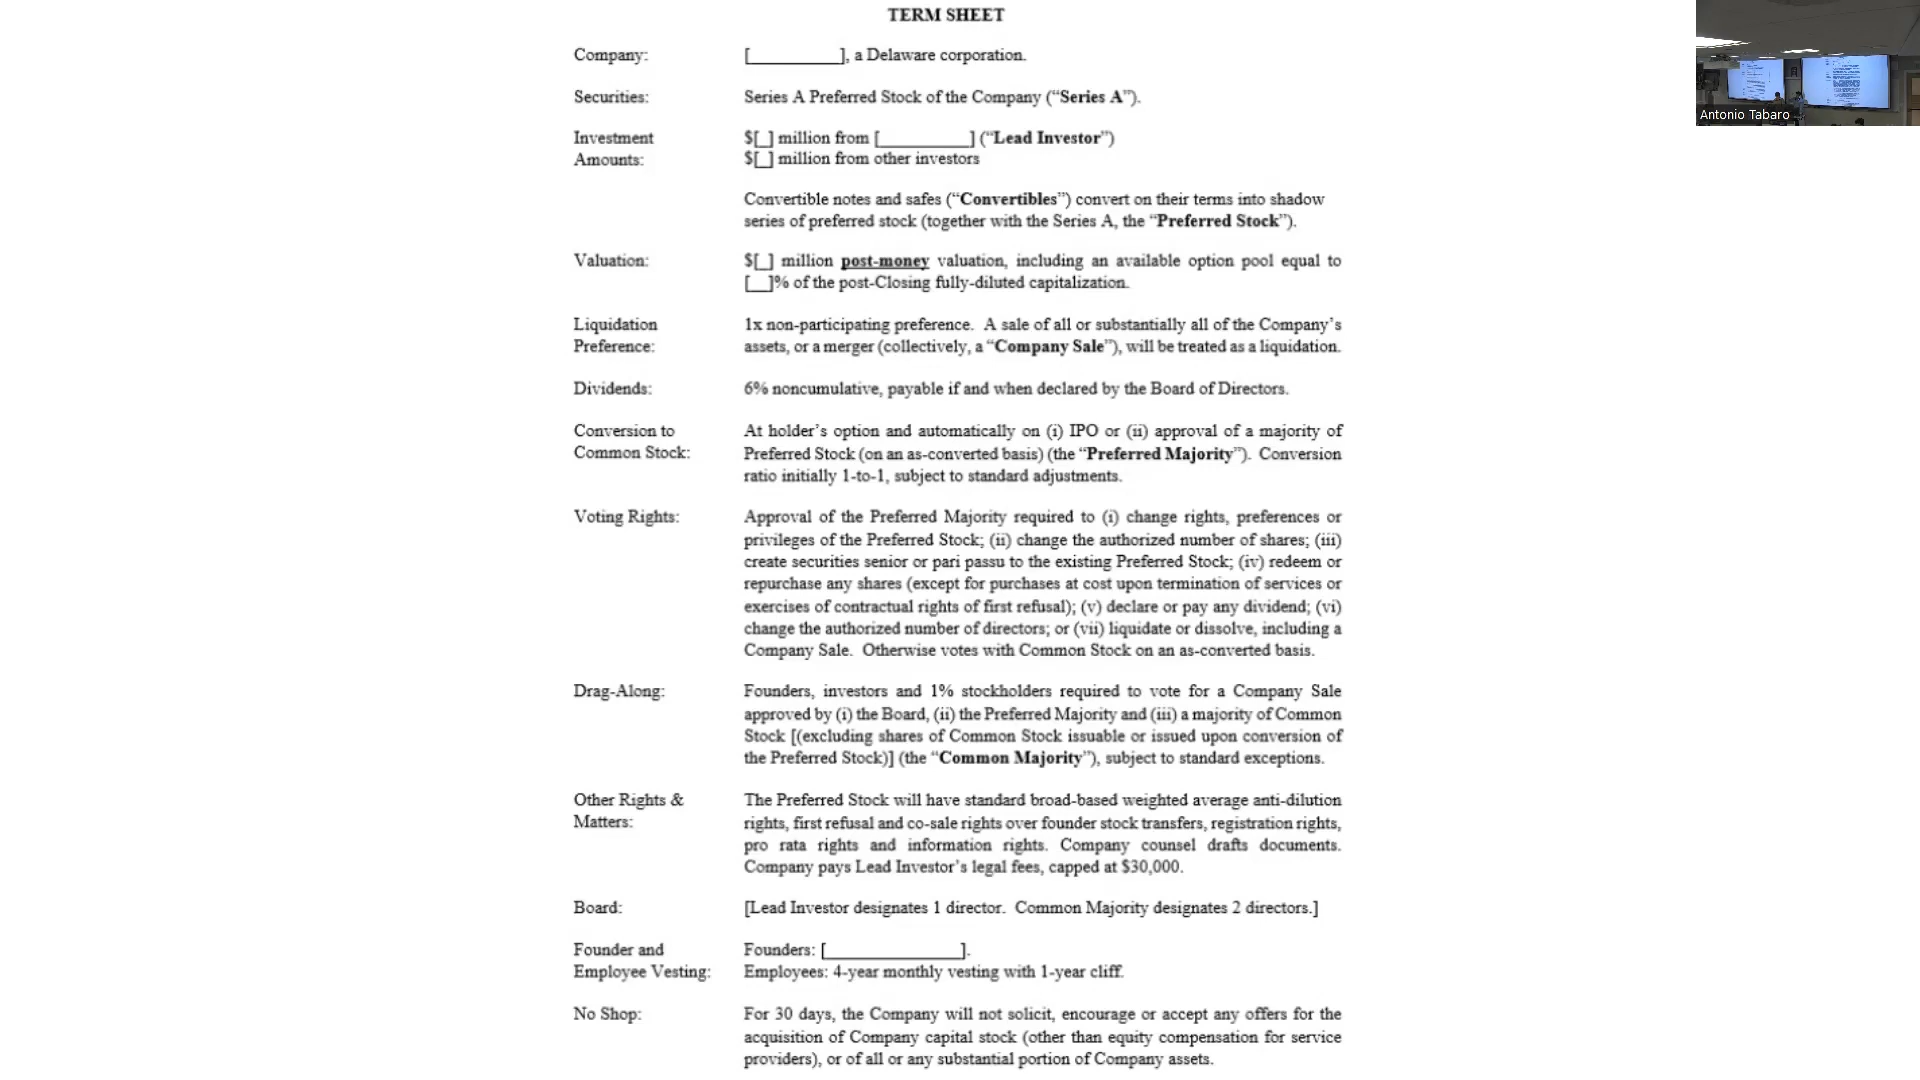 TERM SHEET
Company: [__________], a Delaware corporation.
Securities: Series A Preferred Stock of the Company (“Series A”).
Investment $[_] million from [__________] (“Lead Investor”)
Amounts: $[_] million from other investors
Convertible notes and safes (“Convertibles”) convert on their terms into shadow
series of preferred stock (together with the Series A, the “Preferred Stock”).
Valuation: $[_] million post-money valuation, including an available option pool equal to
[__]% of the post-Closing fully-diluted capitalization.
Liquidation 1x non-participating preference. A sale of all or substantially all of the Company’s
Preference: assets, or a merger (collectively, a “Company Sale”), will be treated as a liquidation.
Dividends: 6% noncumulative, payable if and when declared by the Board of Directors.
Conversion to At holder’s option and automatically on (i) IPO or (ii) approval of a majority of
Common Stock: Preferred Stock (on an as-converted basis) (the “Preferred Majority”). Conversion
ratio initially 1-to-1, subject to standard adjustments.
Voting Rights: Approval of the Preferred Majority required to (i) change rights, preferences or
privileges of the Preferred Stock; (ii) change the authorized number of shares; (iii)
create securities senior or pari passu to the existing Preferred Stock; (iv) redeem or
repurchase any shares (except for purchases at cost upon termination of services or
exercises of contractual rights of first refusal); (v) declare or pay any dividend; (vi)
change the authorized number of directors; or (vii) liquidate or dissolve, including a
Company Sale. Otherwise votes with Common Stock on an as-converted basis.
Drag-Along: Founders, investors and 1% stockholders required to vote for a Company Sale
approved by (i) the Board, (ii) the Preferred Majority and (iii) a majority of Common
Stock [(excluding shares of Common Stock issuable or issued upon conversion of
the Preferred Stock)] (the “Common Majority”), subject to standard exceptions.
Other Rights & The Preferred Stock will have standard broad-based weighted average anti-dilution
Matters: rights, first refusal and co-sale rights over founder stock transfers, registration rights,
pro rata rights and information rights. Company counsel drafts documents.
Company pays Lead Investor’s legal fees, capped at $30,000.
Board: [Lead Investor designates 1 director. Common Majority designates 2 directors.]
Founder and Founders: [______________].
Employee Vesting: Employees: 4-year monthly vesting with 1-year cliff.
No Shop: For 30 days, the Company will not solicit, encourage or accept any offers for the
acquisition of Company capital stock (other than equity compensation for service
providers), or of all or any substantial portion of Company assets.
Antonio Tabaro